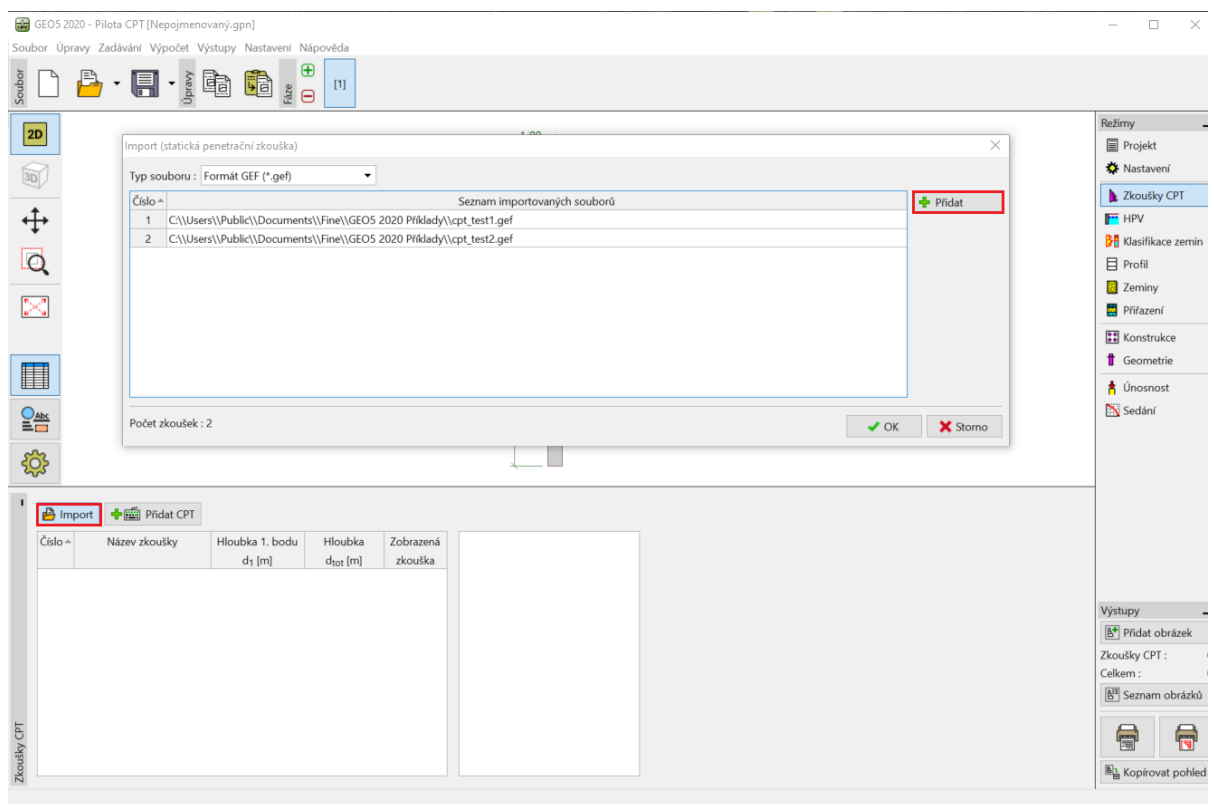 GEO5 2020 - Pilota CPT [Nepojmenovaný.gpn]
Soubor Úpravy Zadávání Výpočet Výstupy Nastavení Nápověda
Soubor
Úpravy
Fáze
[1]
2D
3D
Abc
Import (statická penetrační zkouška)
Typ souboru : Formát GEF (*.gef)
Číslo Seznam importovaných souborů
1 C:\\Users\\Public\\Documents\\Fine\\GEO5 2020 Příklady\\cpt_test1.gef
2 C:\\Users\\Public\\Documents\\Fine\\GEO5 2020 Příklady\\cpt_test2.gef
Přidat
Počet zkoušek : 2
OK Storno
Režimy
Projekt
Nastavení
Zkoušky CPT
HPV
Klasifikace zemin
Profil
Zeminy
Přiřazení
Konstrukce
Geometrie
Únosnost
Sedání
Import Přidat CPT
Číslo Název zkoušky Hloubka 1. bodu Hloubka Zobrazená
d1 [m] dtot [m] zkouška
Zkoušky CPT
Výstupy
Přidat obrázek
Zkoušky CPT :
Celkem :
Seznam obrázků
Kopírovat pohled